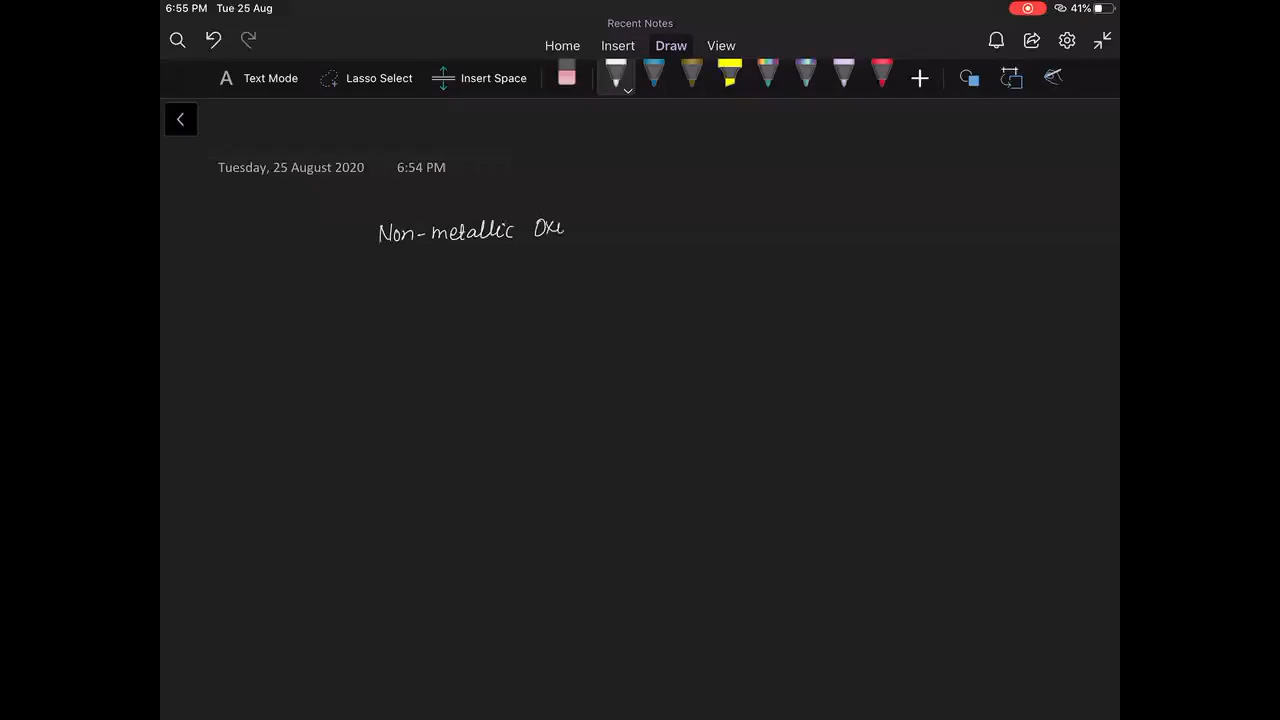 6:55 PM Tue 25 Aug 41%
Recent Notes
Home Insert Draw View
A Text Mode Lasso Select Insert Space
Tuesday, 25 August 2020 6:54 PM
Non-metallic Oxi